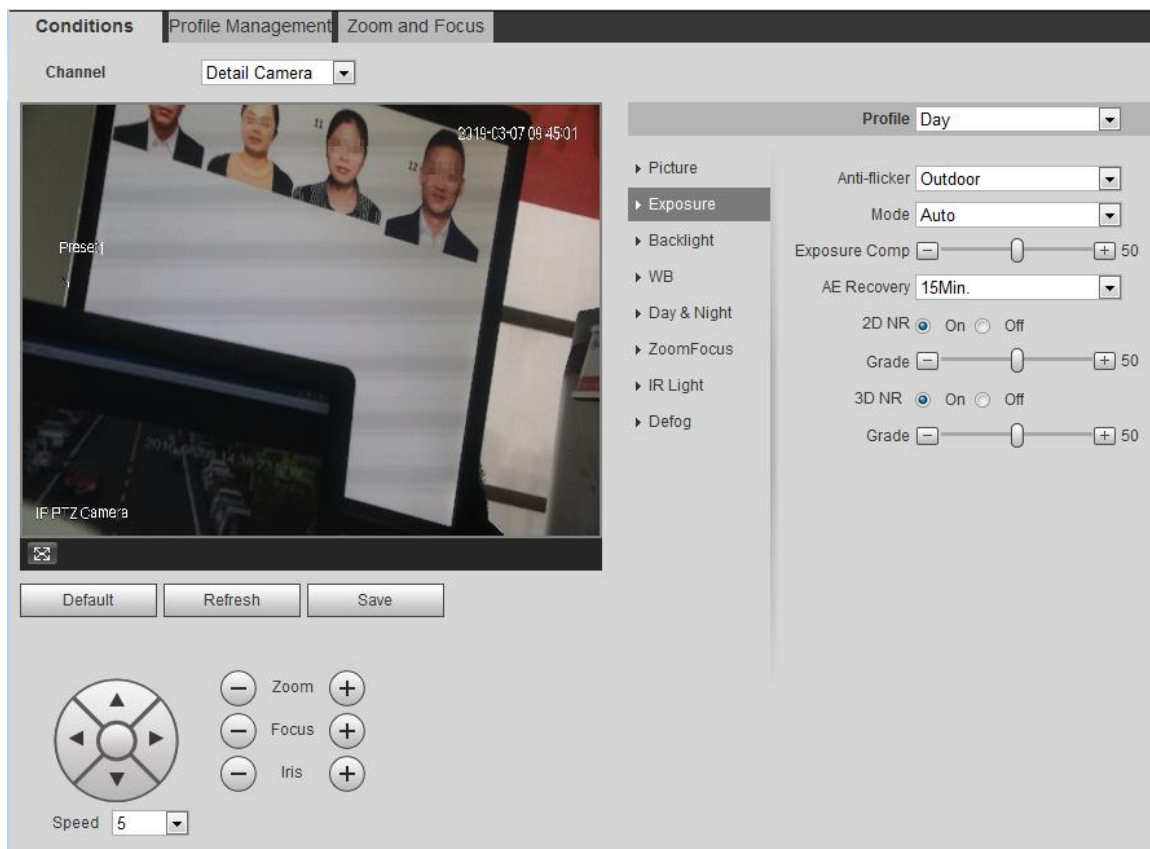 Conditions Profile Management Zoom and Focus
Channel Detail Camera
11
12
2019-03-07 09:45:01
Preset1
IP PTZ Camera
Default Refresh Save
Zoom
Focus
Iris
Speed 5
Profile Day
Picture
Exposure
Backlight
WB
Day & Night
ZoomFocus
IR Light
Defog
Anti-flicker Outdoor
Mode Auto
Exposure Comp 50
AE Recovery 15Min.
2D NR On Off
Grade 50
3D NR On Off
Grade 50